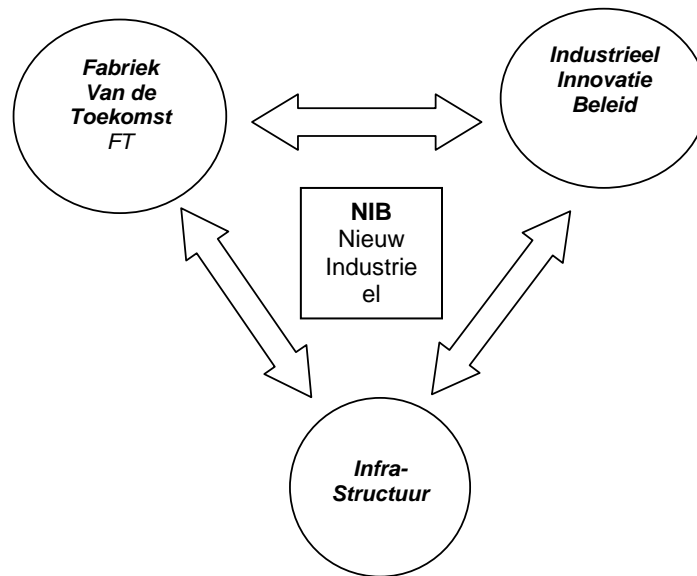 Fabriek
Van de
Toekomst
FT
Industrieel
Innovatie
Beleid
NIB
Nieuw
Industrie
el
Infra-
Structuur